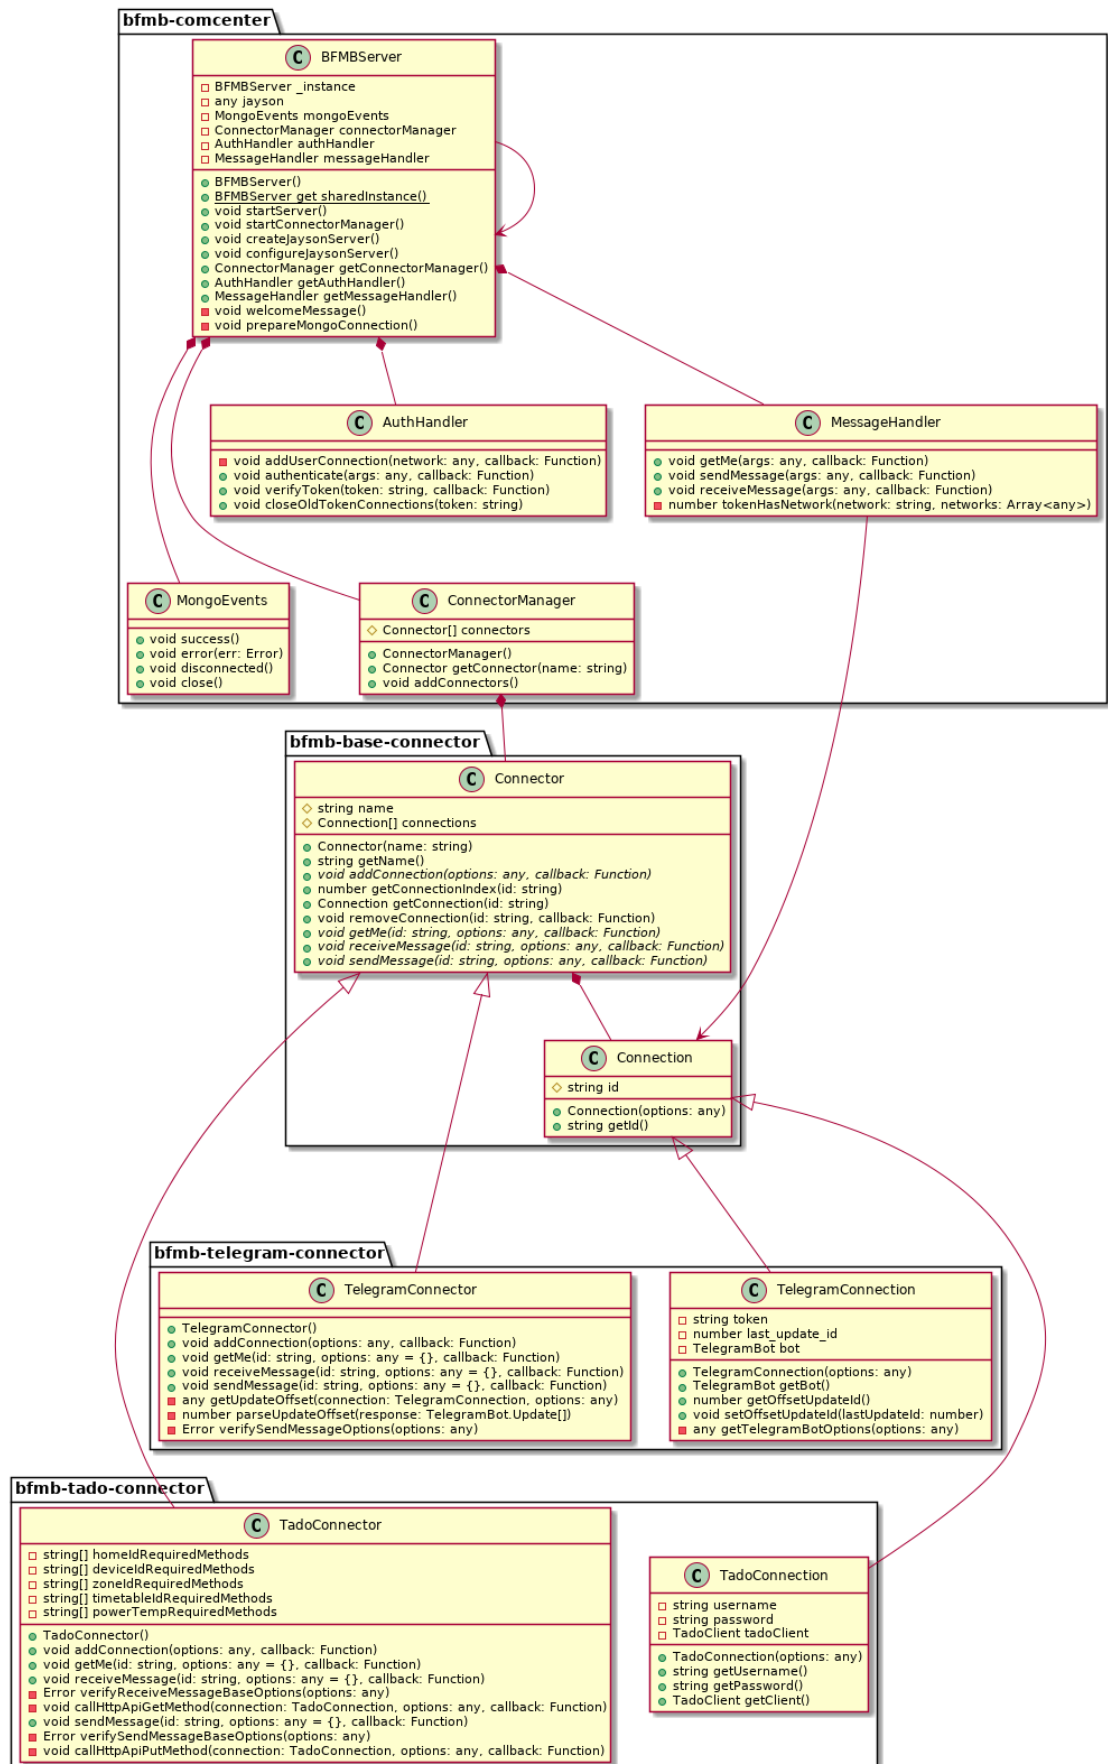 bfmb-comcenter
C BFMBServer
BFMBServer _instance
any jayson
MongoEvents mongoEvents
ConnectorManager connectorManager
AuthHandler authHandler
MessageHandler messageHandler
BFMBServer()
BFMBServer get sharedInstance()
void startServer()
void startConnectorManager()
void createJaysonServer()
void configureJaysonServer()
ConnectorManager getConnectorManager()
AuthHandler getAuthHandler()
MessageHandler getMessageHandler()
void welcomeMessage()
void prepareMongoConnection()
C AuthHandler
void addUserConnection(network: any, callback: Function)
void authenticate(args: any, callback: Function)
void verifyToken(token: string, callback: Function)
void closeOldTokenConnections(token: string)
C MessageHandler
void getMe(args: any, callback: Function)
void sendMessage(args: any, callback: Function)
void receiveMessage(args: any, callback: Function)
number tokenHasNetwork(network: string, networks: Array<any>)
C MongoEvents
void success()
void error(err: Error)
void disconnected()
void close()
C ConnectorManager
Connector[] connectors
ConnectorManager()
Connector getConnector(name: string)
void addConnectors()
bfmb-base-connector
C Connector
string name
Connection[] connections
Connector(name: string)
string getName()
void addConnection(options: any, callback: Function)
number getConnectionIndex(id: string)
Connection getConnection(id: string)
void removeConnection(id: string, callback: Function)
void getMe(id: string, options: any, callback: Function)
void receiveMessage(id: string, options: any, callback: Function)
void sendMessage(id: string, options: any, callback: Function)
C Connection
string id
Connection(options: any)
string getId()
bfmb-telegram-connector
C TelegramConnector
TelegramConnector()
void addConnection(options: any, callback: Function)
void getMe(id: string, options: any = {}, callback: Function)
void receiveMessage(id: string, options: any = {}, callback: Function)
void sendMessage(id: string, options: any = {}, callback: Function)
any getUpdateOffset(connection: TelegramConnection, options: any)
number parseUpdateOffset(response: TelegramBot.Update[])
Error verifySendMessageOptions(options: any)
C TelegramConnection
string token
number last_update_id
TelegramBot bot
TelegramConnection(options: any)
TelegramBot getBot()
number getOffsetUpdateId()
void setOffsetUpdateId(lastUpdateId: number)
any getTelegramBotOptions(options: any)
bfmb-tado-connector
C TadoConnector
string[] homeIdRequiredMethods
string[] deviceIdRequiredMethods
string[] zoneIdRequiredMethods
string[] timetableIdRequiredMethods
string[] powerTempRequiredMethods
TadoConnector()
void addConnection(options: any, callback: Function)
void getMe(id: string, options: any = {}, callback: Function)
void receiveMessage(id: string, options: any = {}, callback: Function)
Error verifyReceiveMessageBaseOptions(options: any)
void callHttpApiGetMethod(connection: TadoConnection, options: any, callback: Function)
void sendMessage(id: string, options: any = {}, callback: Function)
Error verifySendMessageBaseOptions(options: any)
void callHttpApiPutMethod(connection: TadoConnection, options: any, callback: Function)
C TadoConnection
string username
string password
TadoClient tadoClient
TadoConnection(options: any)
string getUsername()
string getPassword()
TadoClient getClient()